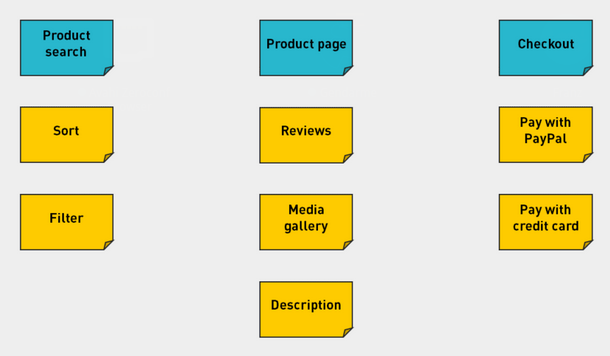 Product
search
Product page
Checkout
Sort
Reviews
Pay with
PayPal
Filter
Media
gallery
Pay with
credit card
Description